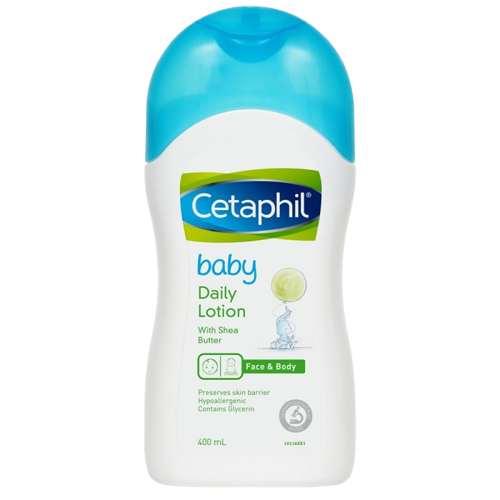 Cetaphil®
baby
Daily
Lotion
With Shea
Butter
Face & Body
Preserves skin barrier
Hypoallergenic
Contains Glycerin
400 mL